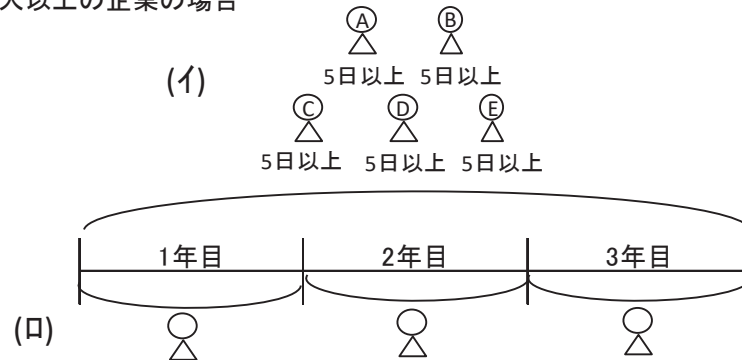 人以上の企業の場合
A B
(イ) 5日以上 5日以上
C D E
5日以上 5日以上 5日以上
1年目 2年目 3年目
(ロ)